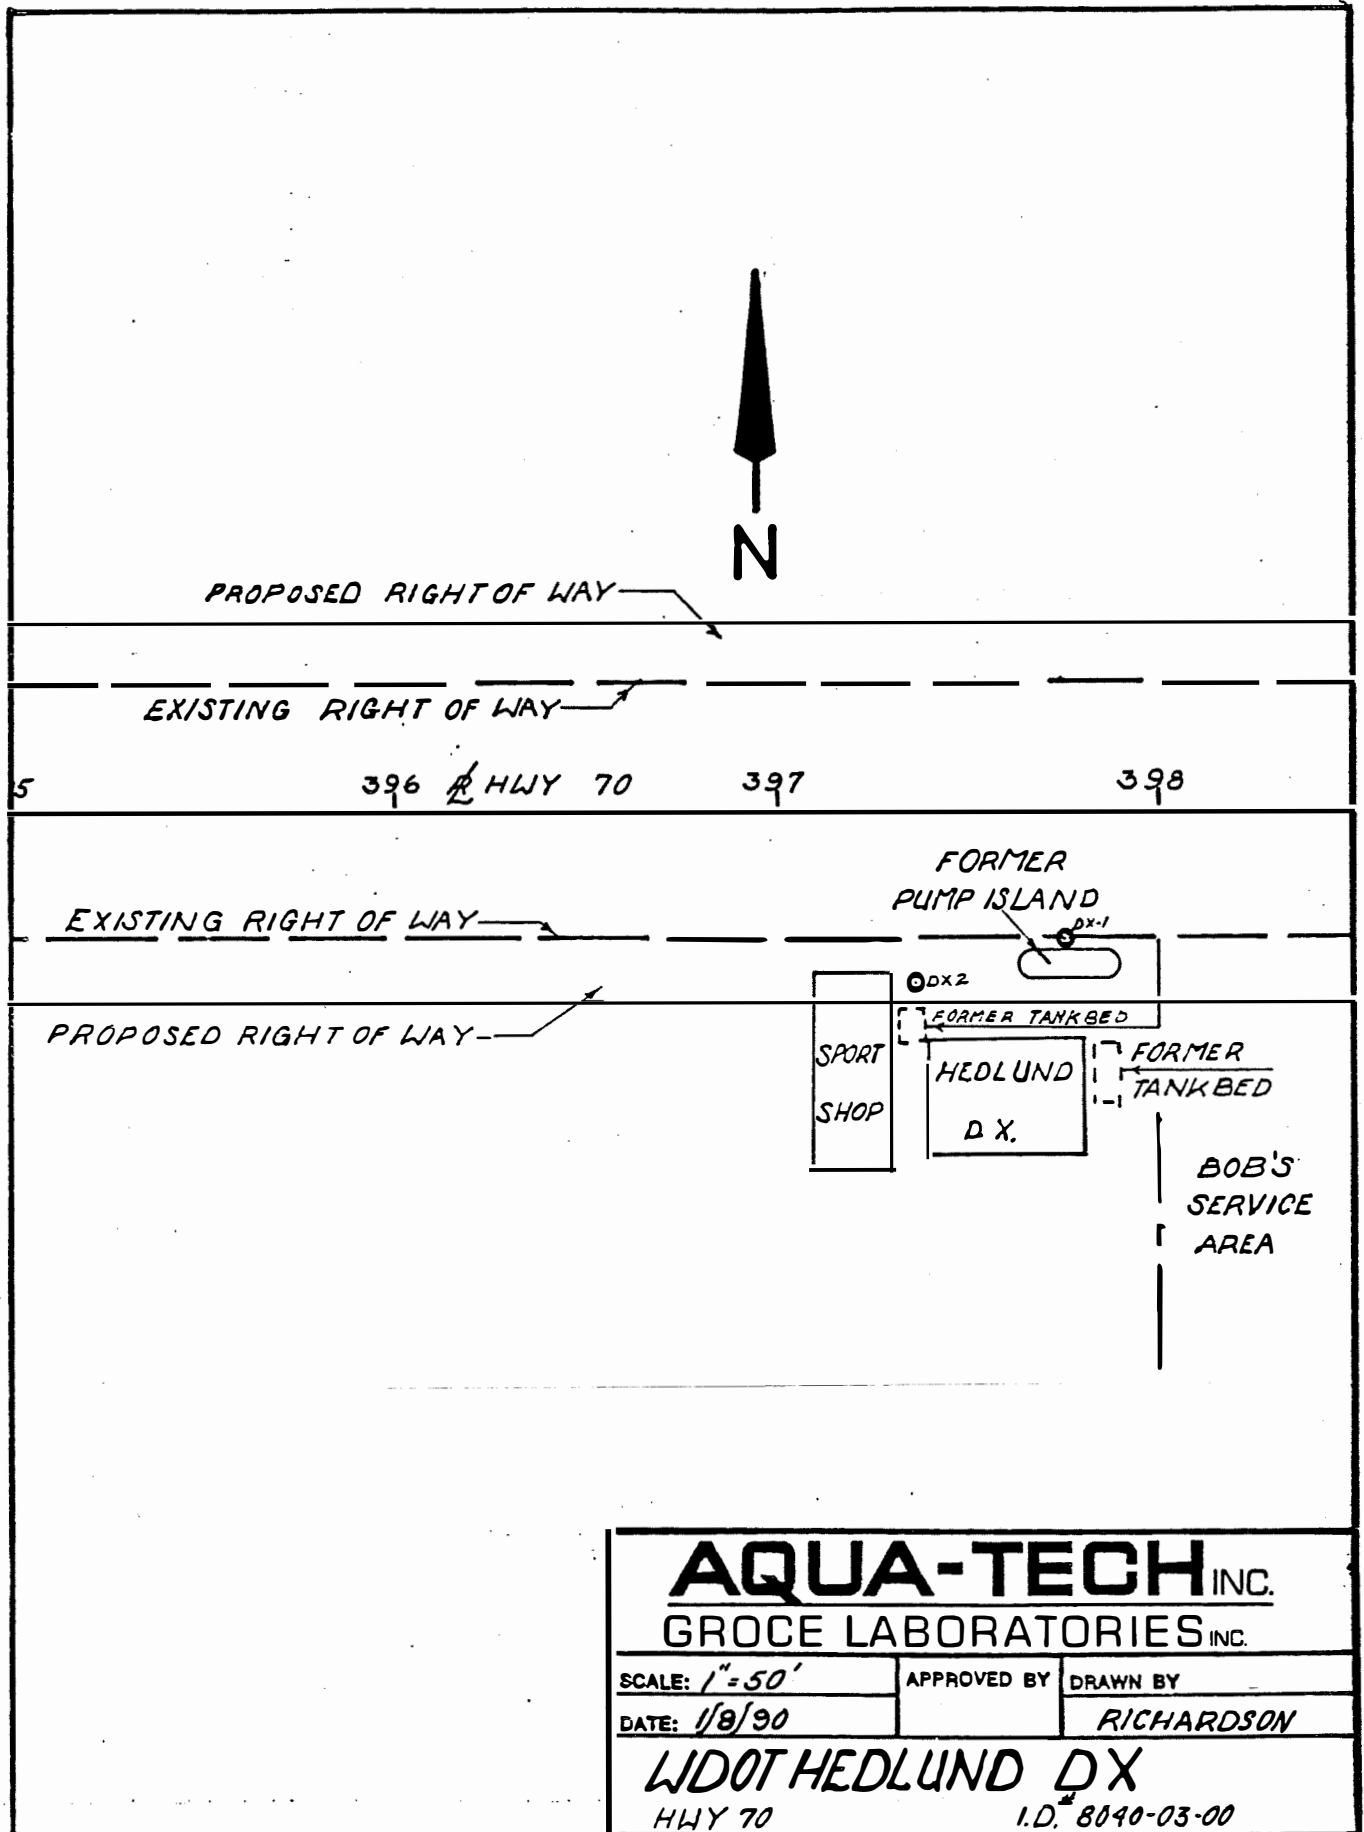 N
PROPOSED RIGHT OF WAY
EXISTING RIGHT OF WAY
5 396 HWY 70 397 398
FORMER
PUMP ISLAND
EXISTING RIGHT OF WAY
DX-1
DX2
PROPOSED RIGHT OF WAY
FORMER TANKBED
SPORT
SHOP
HEDLUND
DX.
FORMER
TANKBED
BOB'S
SERVICE
AREA
AQUA-TECH INC.
GROCE LABORATORIES INC.
SCALE: 1"=50'
APPROVED BY
DRAWN BY
DATE: 1/8/90
RICHARDSON
WDOT HEDLUND DX
HWY 70
I.D.# 8040-03-00